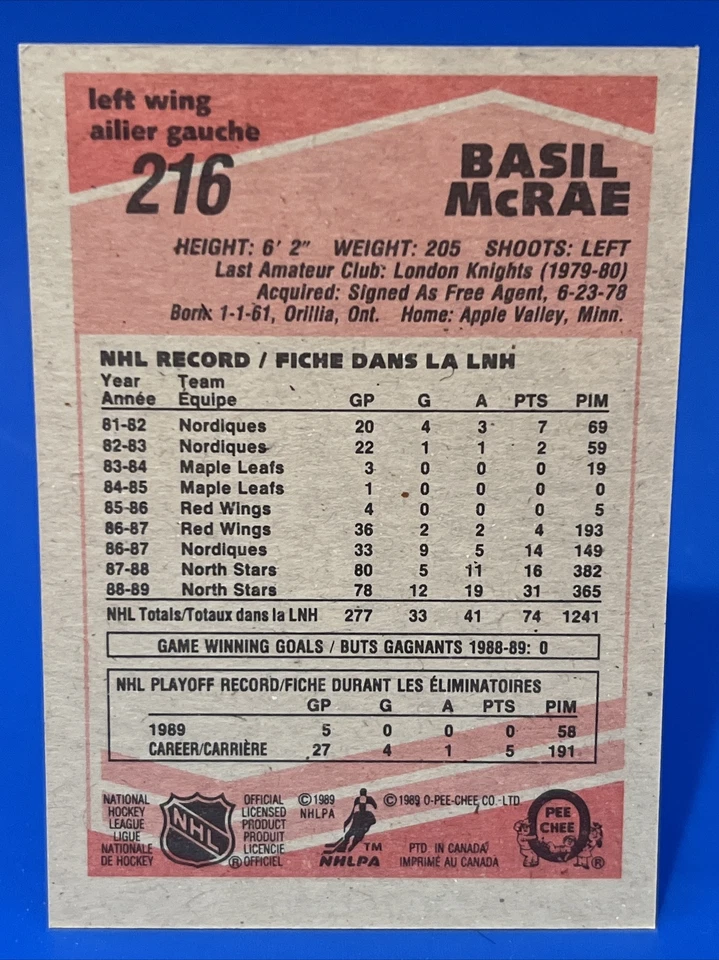 left wing
ailier gauche
216
BASIL
McRAE
HEIGHT: 6' 2" WEIGHT: 205 SHOOTS: LEFT
Last Amateur Club: London Knights (1979-80)
Acquired: Signed As Free Agent, 6-23-78
Born: 1-1-61, Orillia, Ont. Home: Apple Valley, Minn.
NHL RECORD / FICHE DANS LA LNH
Year Team
Année Équipe GP G A PTS PIM
81-82 Nordiques 20 4 3 7 69
82-83 Nordiques 22 1 1 2 59
83-84 Maple Leafs 3 0 0 0 19
84-85 Maple Leafs 1 0 0 0 0
85-86 Red Wings 4 0 0 0 5
86-87 Red Wings 36 2 2 4 193
86-87 Nordiques 33 9 5 14 149
87-88 North Stars 80 5 11 16 382
88-89 North Stars 78 12 19 31 365
NHL Totals/Totaux dans la LNH 277 33 41 74 1241
GAME WINNING GOALS / BUTS GAGNANTS 1988-89: 0
NHL PLAYOFF RECORD/FICHE DURANT LES ÉLIMINATOIRES
GP G A PTS PIM
1989 5 0 0 0 58
CAREER/CARRIÈRE 27 4 1 5 191
NATIONAL
HOCKEY
LEAGUE
LIGUE
NATIONALE
DE HOCKEY
NHL
OFFICIAL
LICENSED
PRODUCT
PRODUIT
LICENCIE
® OFFICIEL
© 1989
NHLPA
TM
NHLPA
© 1989 O-PEE-CHEE CO. LTD.
PTD. IN CANADA
IMPRIMÉ AU CANADA
PEE
CHEE
®